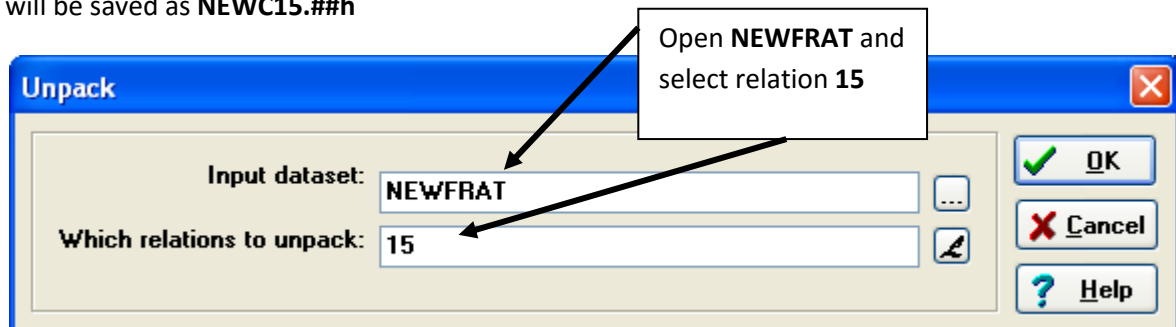 will be saved as NEWC15.##h
Open NEWFRAT and
select relation 15
Unpack
Input dataset: NEWFRAT ...
OK
Which relations to unpack: 15
Cancel
? Help